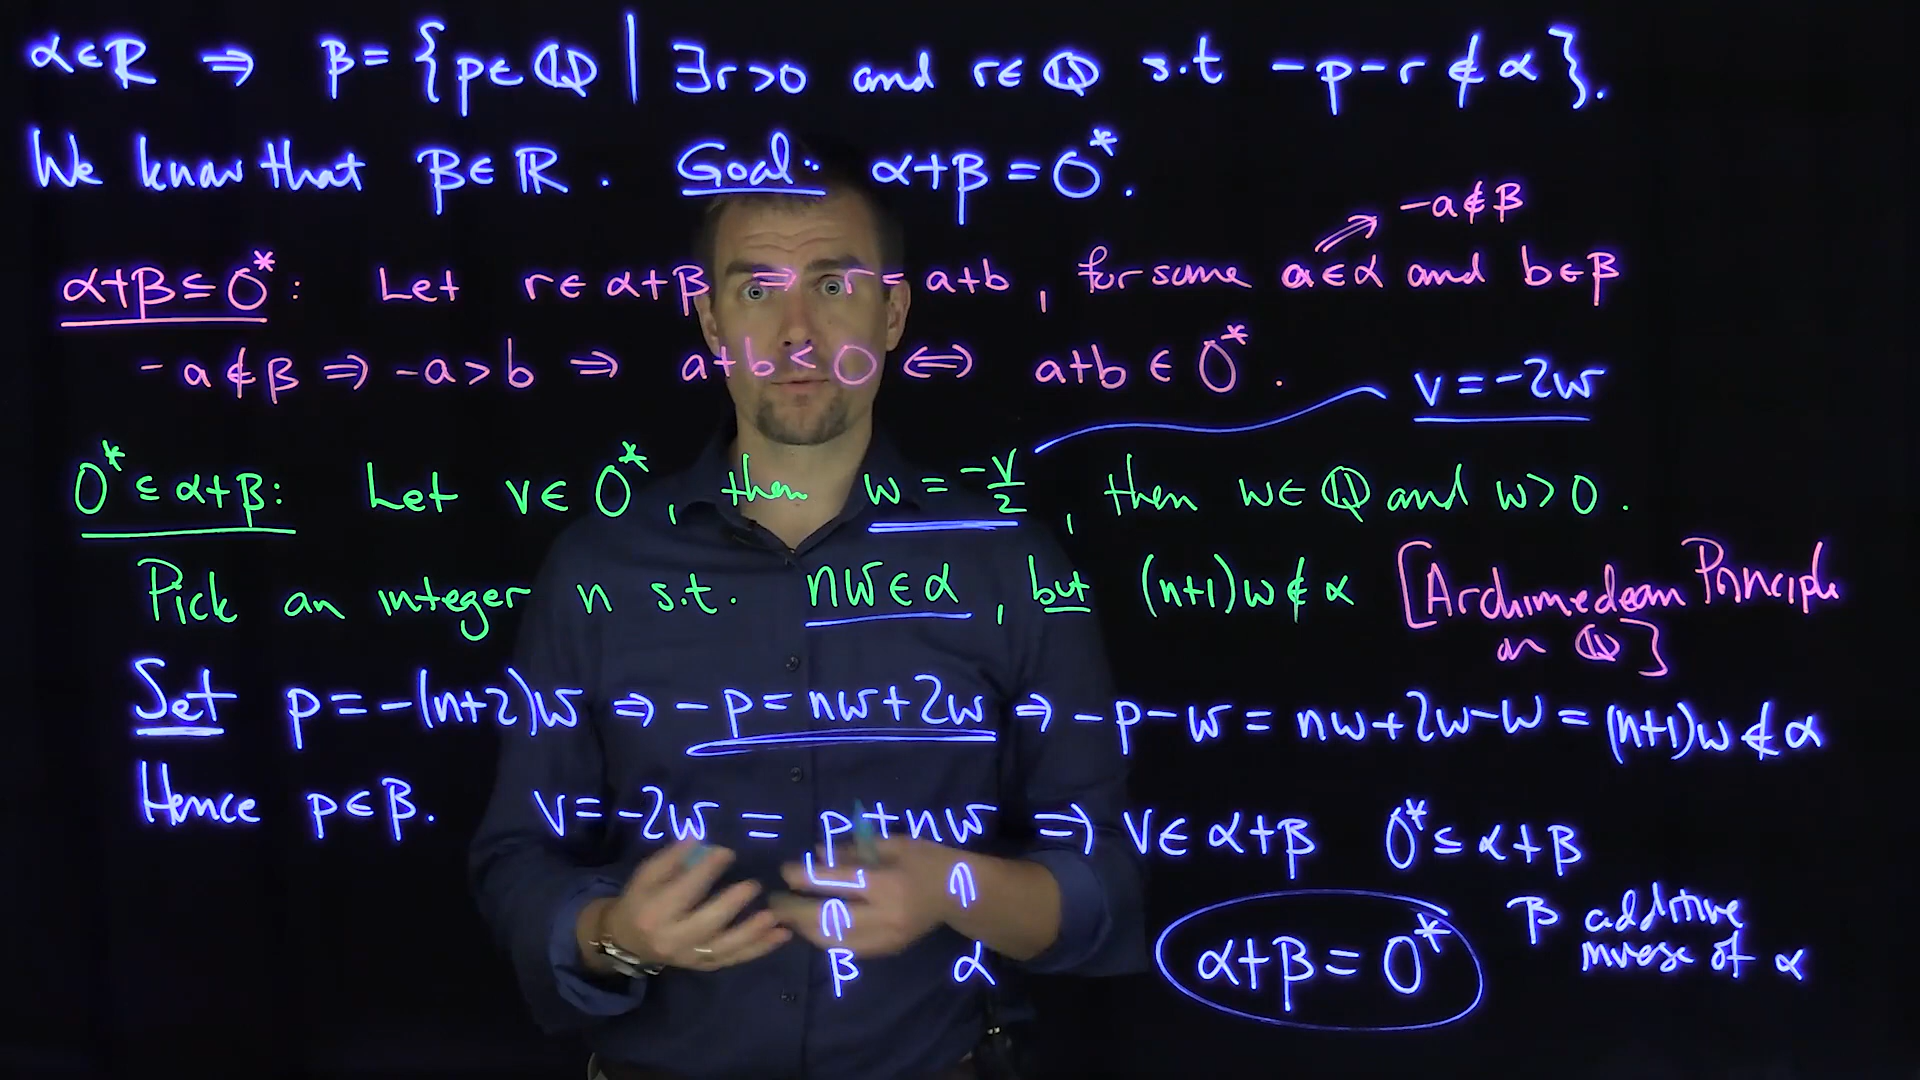 α∈ℝ ⇒ β = {p∈ℚ | ∃r>0 and r∈ℚ s.t -p-r ∉ α}.
We know that β∈ℝ. Goal: α+β = 0*.
-a∉β
α+β ≤ 0*: Let r∈ α+β ⇒ r = a+b, for some a∈α and b∈β
-a∉β ⇒ -a>b ⇒ a+b<0 ⇔ a+b ∈ 0*.
v=-2w
0* ≤ α+β: Let v∈ 0*, then w = -v/2, then w∈ℚ and w>0.
Pick an integer n s.t. nw∈α, but (n+1)w∉α [Archimedean Principle
on ℚ]
Set p=-(n+2)w ⇒ -p=nw+2w ⇒ -p-w = nw+2w-w = (n+1)w∉α
Hence p∈β. v=-2w = p+nw ⇒ v∈ α+β 0*≤ α+β
⇑ ⇑
β α
α+β = 0*
β additive
inverse of α